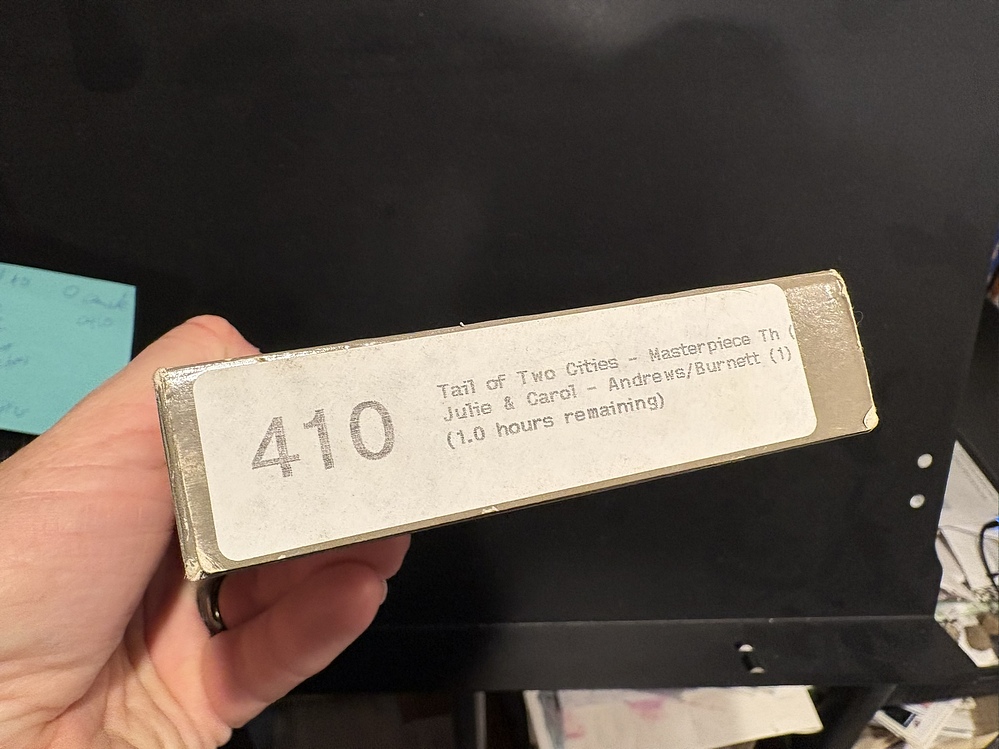 410
Tail of Two Cities - Masterpiece Th (
Julie & Carol - Andrews/Burnett (1)
(1.0 hours remaining)